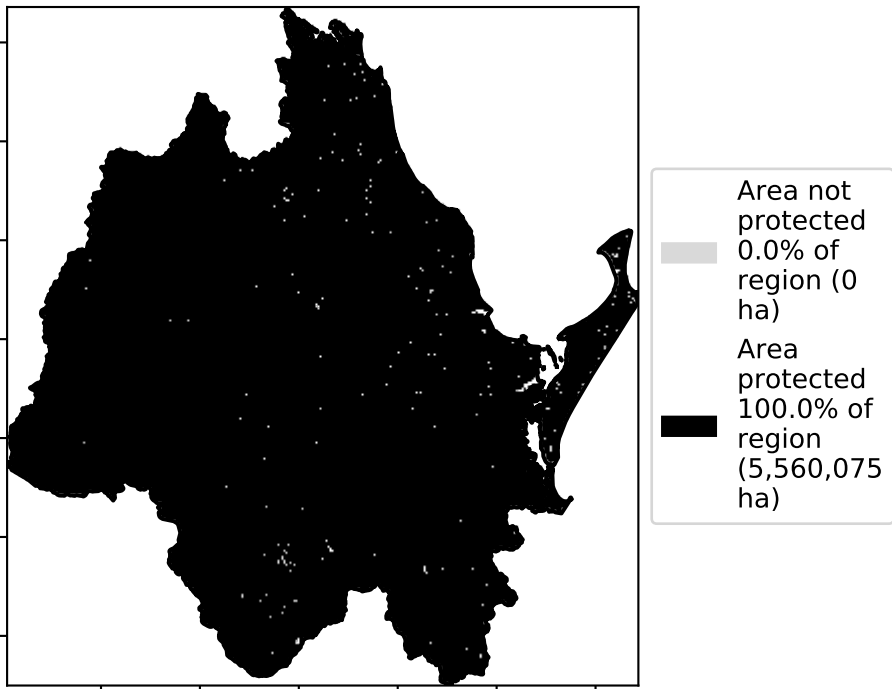 Area not
protected
0.0% of
region (0
ha)
Area
protected
100.0% of
region
(5,560,075
ha)